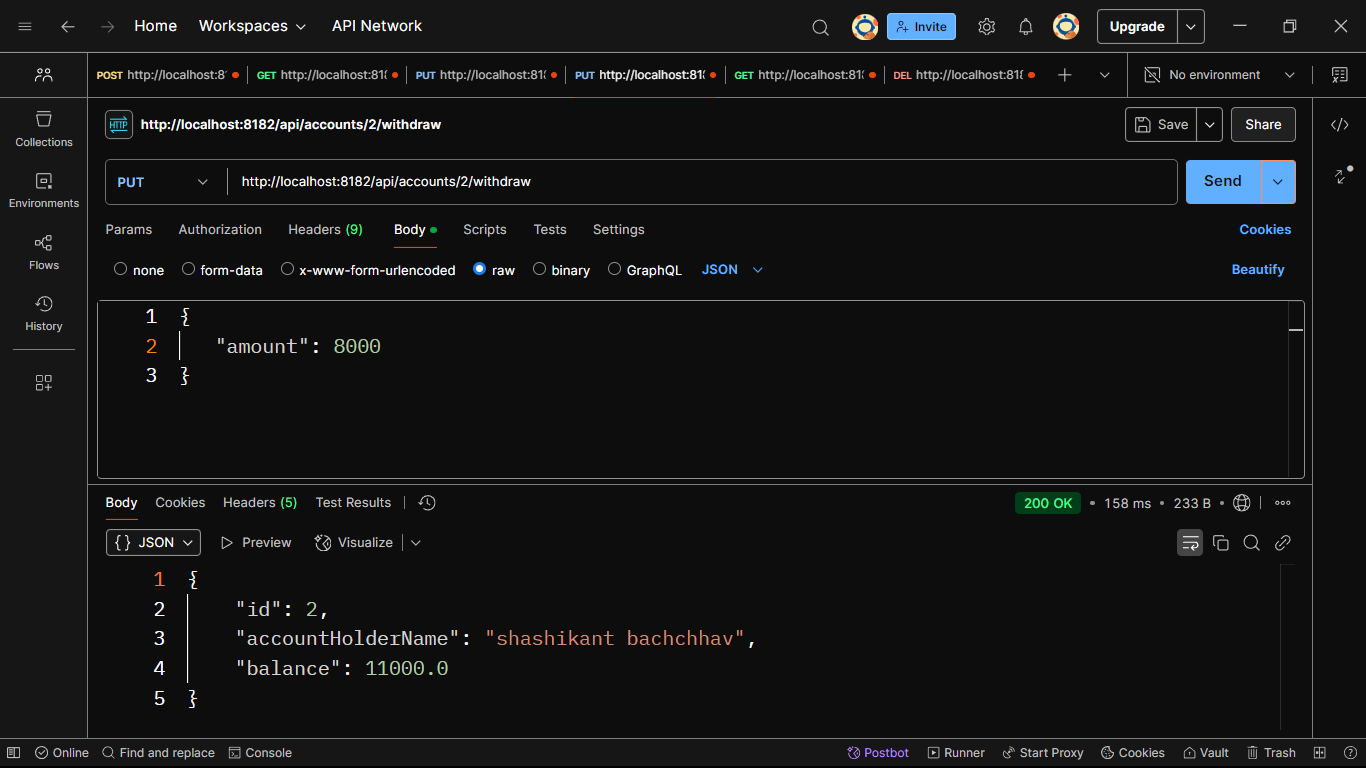 Home Workspaces API Network Invite Upgrade
POST http://localhost:8 GET http://localhost:81 PUT http://localhost:81 PUT http://localhost:81 GET http://localhost:81 DEL http://localhost:81 No environment
HTTP http://localhost:8182/api/accounts/2/withdraw Save Share
Collections
Environments
Flows
History
PUT http://localhost:8182/api/accounts/2/withdraw Send
Params Authorization Headers (9) Body Scripts Tests Settings Cookies
none form-data x-www-form-urlencoded raw binary GraphQL JSON Beautify
1 {
2 "amount": 8000
3 }
Body Cookies Headers (5) Test Results 200 OK • 158 ms • 233 B •
{} JSON Preview Visualize
1 {
2 "id": 2,
3 "accountHolderName": "shashikant bachchhav",
4 "balance": 11000.0
5 }
Online Find and replace Console Postbot Runner Start Proxy Cookies Vault Trash